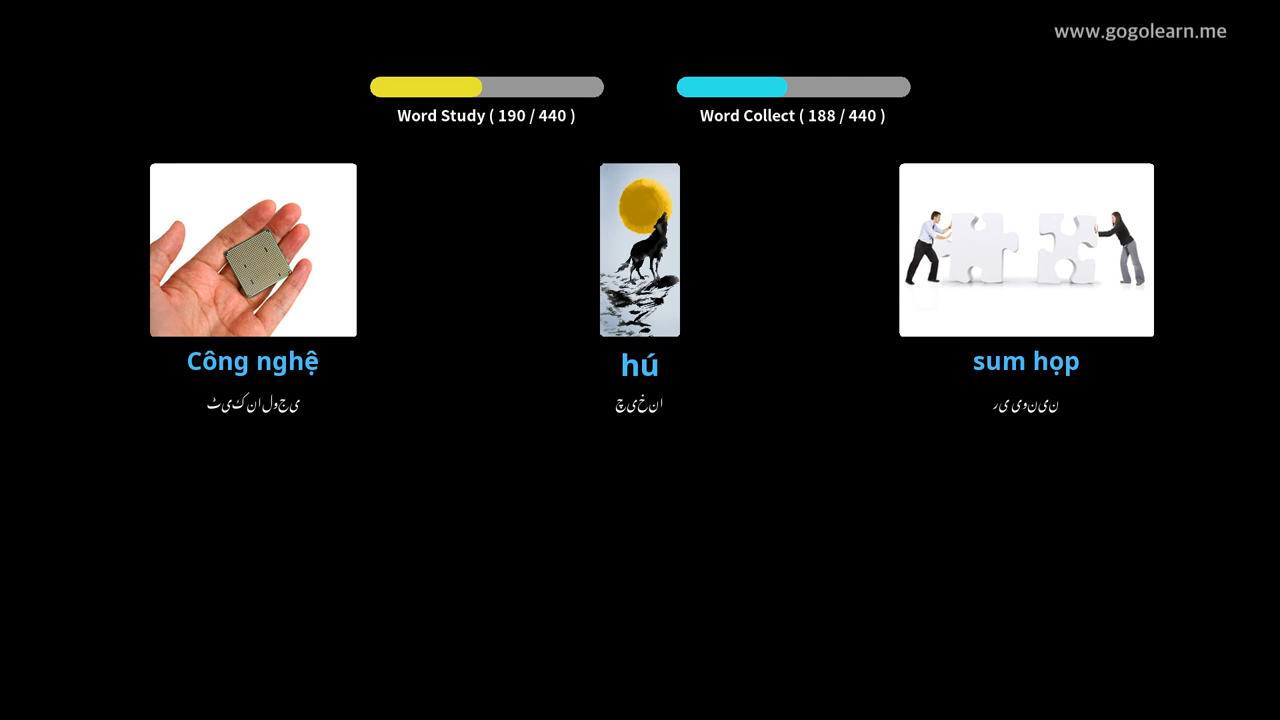 www.gogolearn.me
Word Study ( 190 / 440 )
Word Collect ( 188 / 440 )
Công nghệ
ی‌ج‌و‌ل‌ا‌ن‌ک‌ی‌ٹ
hú
ا‌ن‌خ‌ی‌چ
sum họp
ن‌ی‌ن‌و‌ی ی‌ر